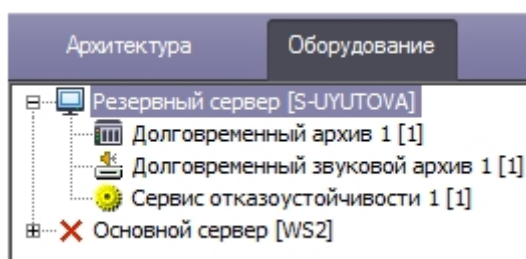 Архитектура Оборудование
Резервный сервер [S-UYUTOVA]
Долговременный архив 1 [1]
Долговременный звуковой архив 1 [1]
Сервис отказоустойчивости 1 [1]
Основной сервер [WS2]